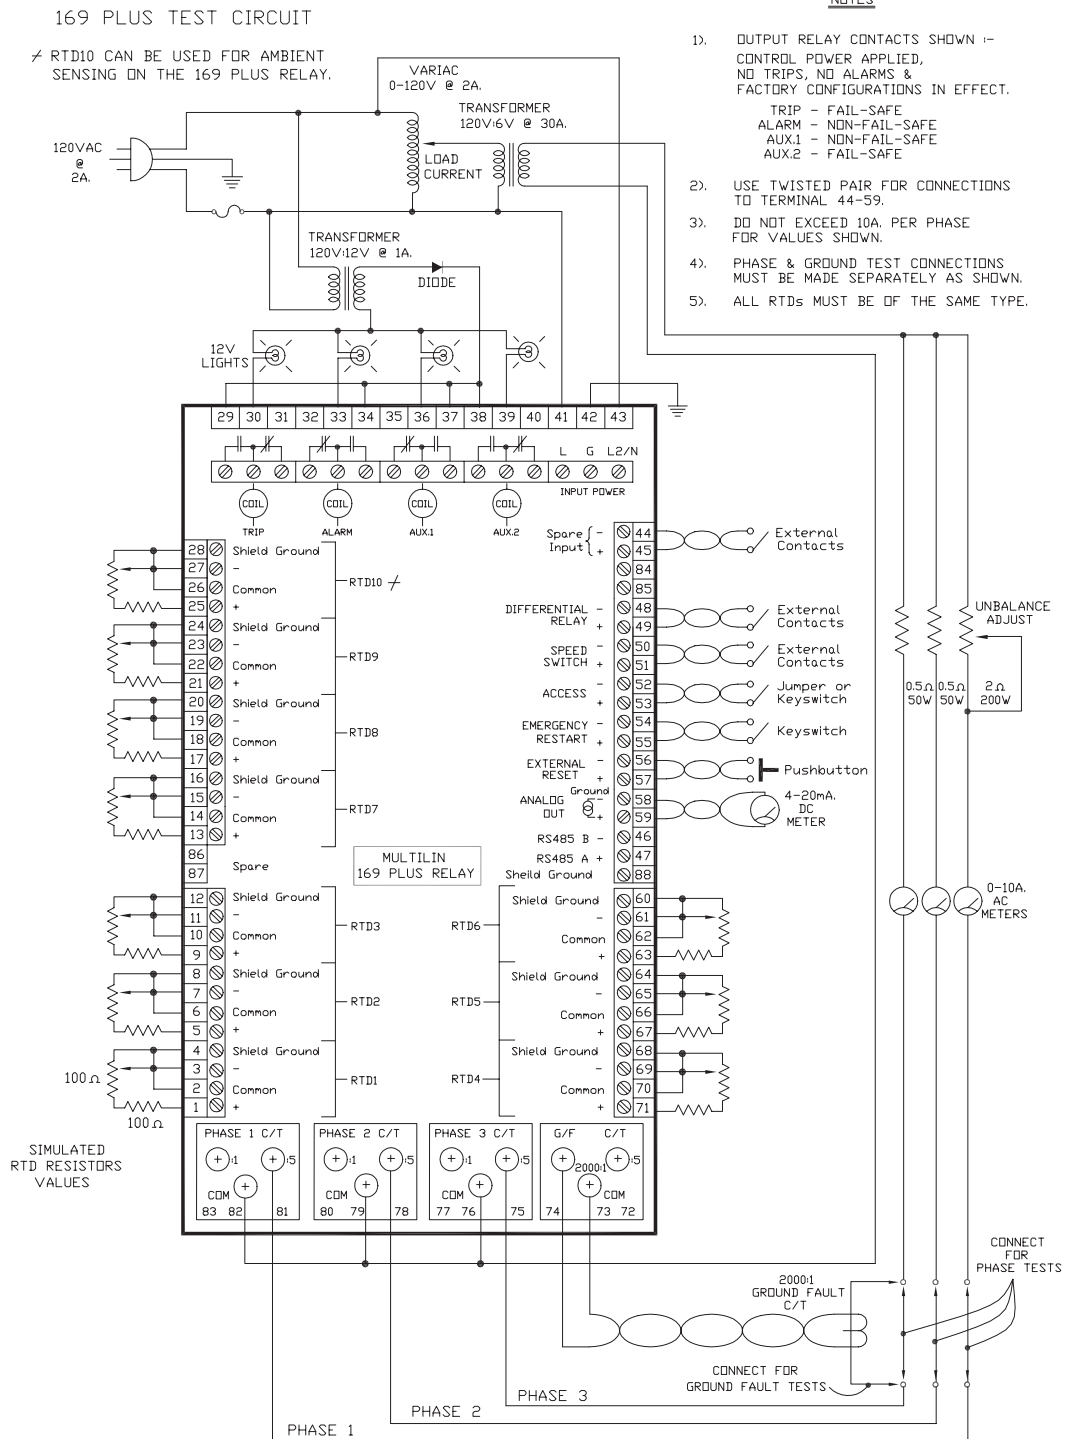 NOTES
169 PLUS TEST CIRCUIT
⌿ RTD10 CAN BE USED FOR AMBIENT
SENSING ON THE 169 PLUS RELAY.
1). OUTPUT RELAY CONTACTS SHOWN :-
CONTROL POWER APPLIED,
NO TRIPS, NO ALARMS &
FACTORY CONFIGURATIONS IN EFFECT.
TRIP - FAIL-SAFE
ALARM - NON-FAIL-SAFE
AUX.1 - NON-FAIL-SAFE
AUX.2 - FAIL-SAFE
2). USE TWISTED PAIR FOR CONNECTIONS
TO TERMINAL 44-59.
3). DO NOT EXCEED 10A. PER PHASE
FOR VALUES SHOWN.
4). PHASE & GROUND TEST CONNECTIONS
MUST BE MADE SEPARATELY AS SHOWN.
5). ALL RTDs MUST BE OF THE SAME TYPE.
VARIAC
0-120V @ 2A.
TRANSFORMER
120V:6V @ 30A.
120VAC
@
2A.
LOAD
CURRENT
TRANSFORMER
120V:12V @ 1A.
DIODE
12V
LIGHTS
29 30 31 32 33 34 35 36 37 38 39 40 41 42 43
L G L2/N
INPUT POWER
COIL COIL COIL COIL
TRIP ALARM AUX.1 AUX.2
28 Shield Ground
27 -
26 Common
25 +
RTD10 ⌿
24 Shield Ground
23 -
22 Common
21 +
RTD9
20 Shield Ground
19 -
18 Common
17 +
RTD8
16 Shield Ground
15 -
14 Common
13 +
RTD7
86
87
Spare
12 Shield Ground
11 -
10 Common
9 +
RTD3
8 Shield Ground
7 -
6 Common
5 +
RTD2
4 Shield Ground
3 -
2 Common
1 +
RTD1
100Ω
100Ω
SIMULATED
RTD RESISTORS
VALUES
MULTILIN
169 PLUS RELAY
Spare - 44
Input + 45
External
Contacts
84
85
DIFFERENTIAL - 48
RELAY + 49
External
Contacts
SPEED - 50
SWITCH + 51
External
Contacts
ACCESS - 52
+ 53
Jumper or
Keyswitch
EMERGENCY - 54
RESTART + 55
Keyswitch
EXTERNAL - 56
RESET + 57
Pushbutton
Ground
ANALOG - 58
OUT + 59
4-20mA.
DC
METER
RS485 B - 46
RS485 A + 47
Sheild Ground 88
Shield Ground 60
- 61
Common 62
+ 63
RTD6
Shield Ground 64
- 65
Common 66
+ 67
RTD5
Shield Ground 68
- 69
Common 70
+ 71
RTD4
UNBALANCE
ADJUST
0.5Ω 0.5Ω 2Ω
50W 50W 200W
0-10A.
AC
METERS
PHASE 1 C/T
:1 :5
COM
83 82 81
PHASE 2 C/T
:1 :5
COM
80 79 78
PHASE 3 C/T
:1 :5
COM
77 76 75
G/F C/T
2000:1 :5
COM
74 73 72
CONNECT
FOR
PHASE TESTS
2000:1
GROUND FAULT
C/T
CONNECT FOR
GROUND FAULT TESTS
PHASE 3
PHASE 2
PHASE 1